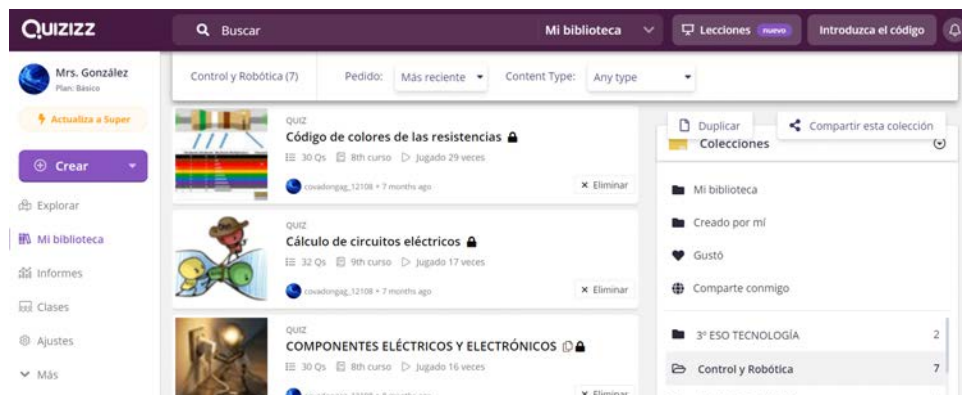 Quizizz
Buscar
Mi biblioteca
Lecciones nuevo
Introduzca el código
Mrs. González
Plan: Básico
Actualiza a Super
Crear
Explorar
Mi biblioteca
Informes
Clases
Ajustes
Más
Control y Robótica (7)
Pedido: Más reciente
Content Type: Any type
QUIZ
Código de colores de las resistencias
30 Qs 8th curso Jugado 29 veces
covadongag_12108 • 7 months ago
× Eliminar
QUIZ
Cálculo de circuitos eléctricos
32 Qs 9th curso Jugado 17 veces
covadongag_12108 • 7 months ago
× Eliminar
QUIZ
COMPONENTES ELÉCTRICOS Y ELECTRÓNICOS
30 Qs 8th curso Jugado 16 veces
× Eliminar
Duplicar
Compartir esta colección
Colecciones
Mi biblioteca
Creado por mí
Gustó
Comparte conmigo
3º ESO TECNOLOGÍA 2
Control y Robótica 7